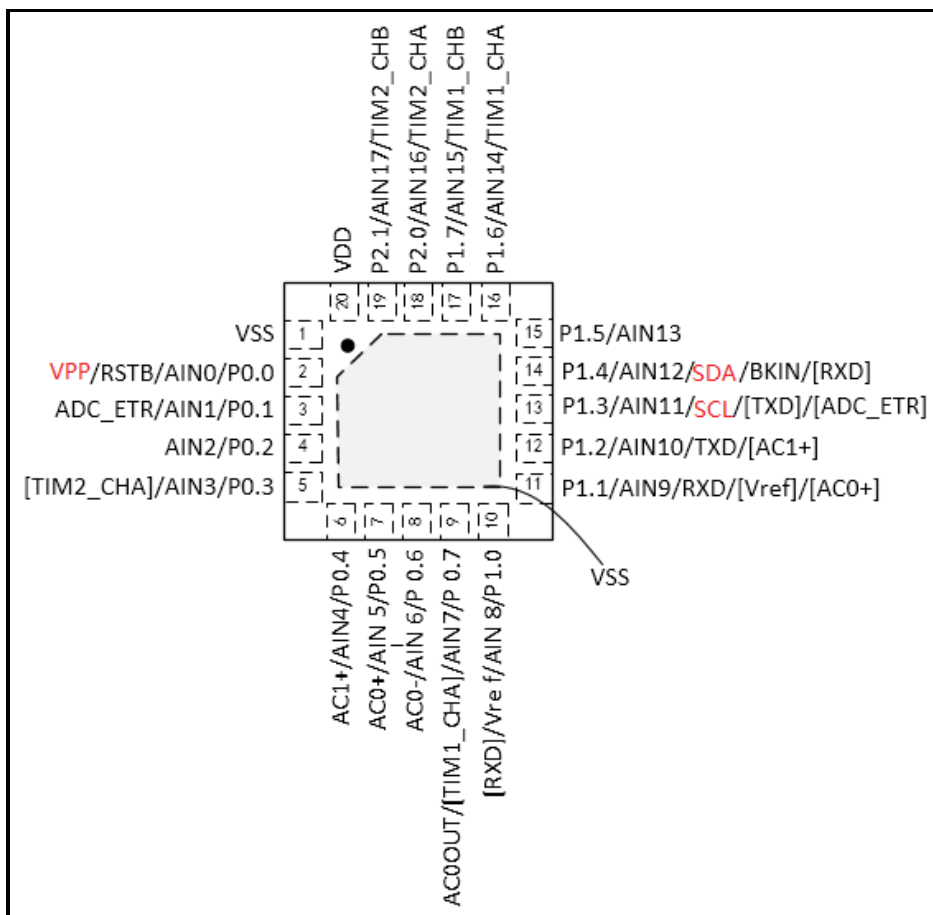 P2.1/AIN17/TIM2_CHB
P2.0/AIN16/TIM2_CHA
P1.7/AIN15/TIM1_CHB
P1.6/AIN14/TIM1_CHA
VDD
20
19
18
17
16
VSS
1
15
P1.5/AIN13
VPP/RSTB/AIN0/P0.0
2
14
P1.4/AIN12/SDA/BKIN/[RXD]
ADC_ETR/AIN1/P0.1
3
13
P1.3/AIN11/SCL/[TXD]/[ADC_ETR]
AIN2/P0.2
4
12
P1.2/AIN10/TXD/[AC1+]
[TIM2_CHA]/AIN3/P0.3
5
11
P1.1/AIN9/RXD/[Vref]/[AC0+]
6
7
8
9
10
AC1+/AIN4/P0.4
AC0+/AIN 5/P0.5
AC0-/AIN 6/P 0.6
AC0OUT/[TIM1_CHA]/AIN7/P 0.7
[RXD]/Vre f/AIN 8/P1.0
VSS